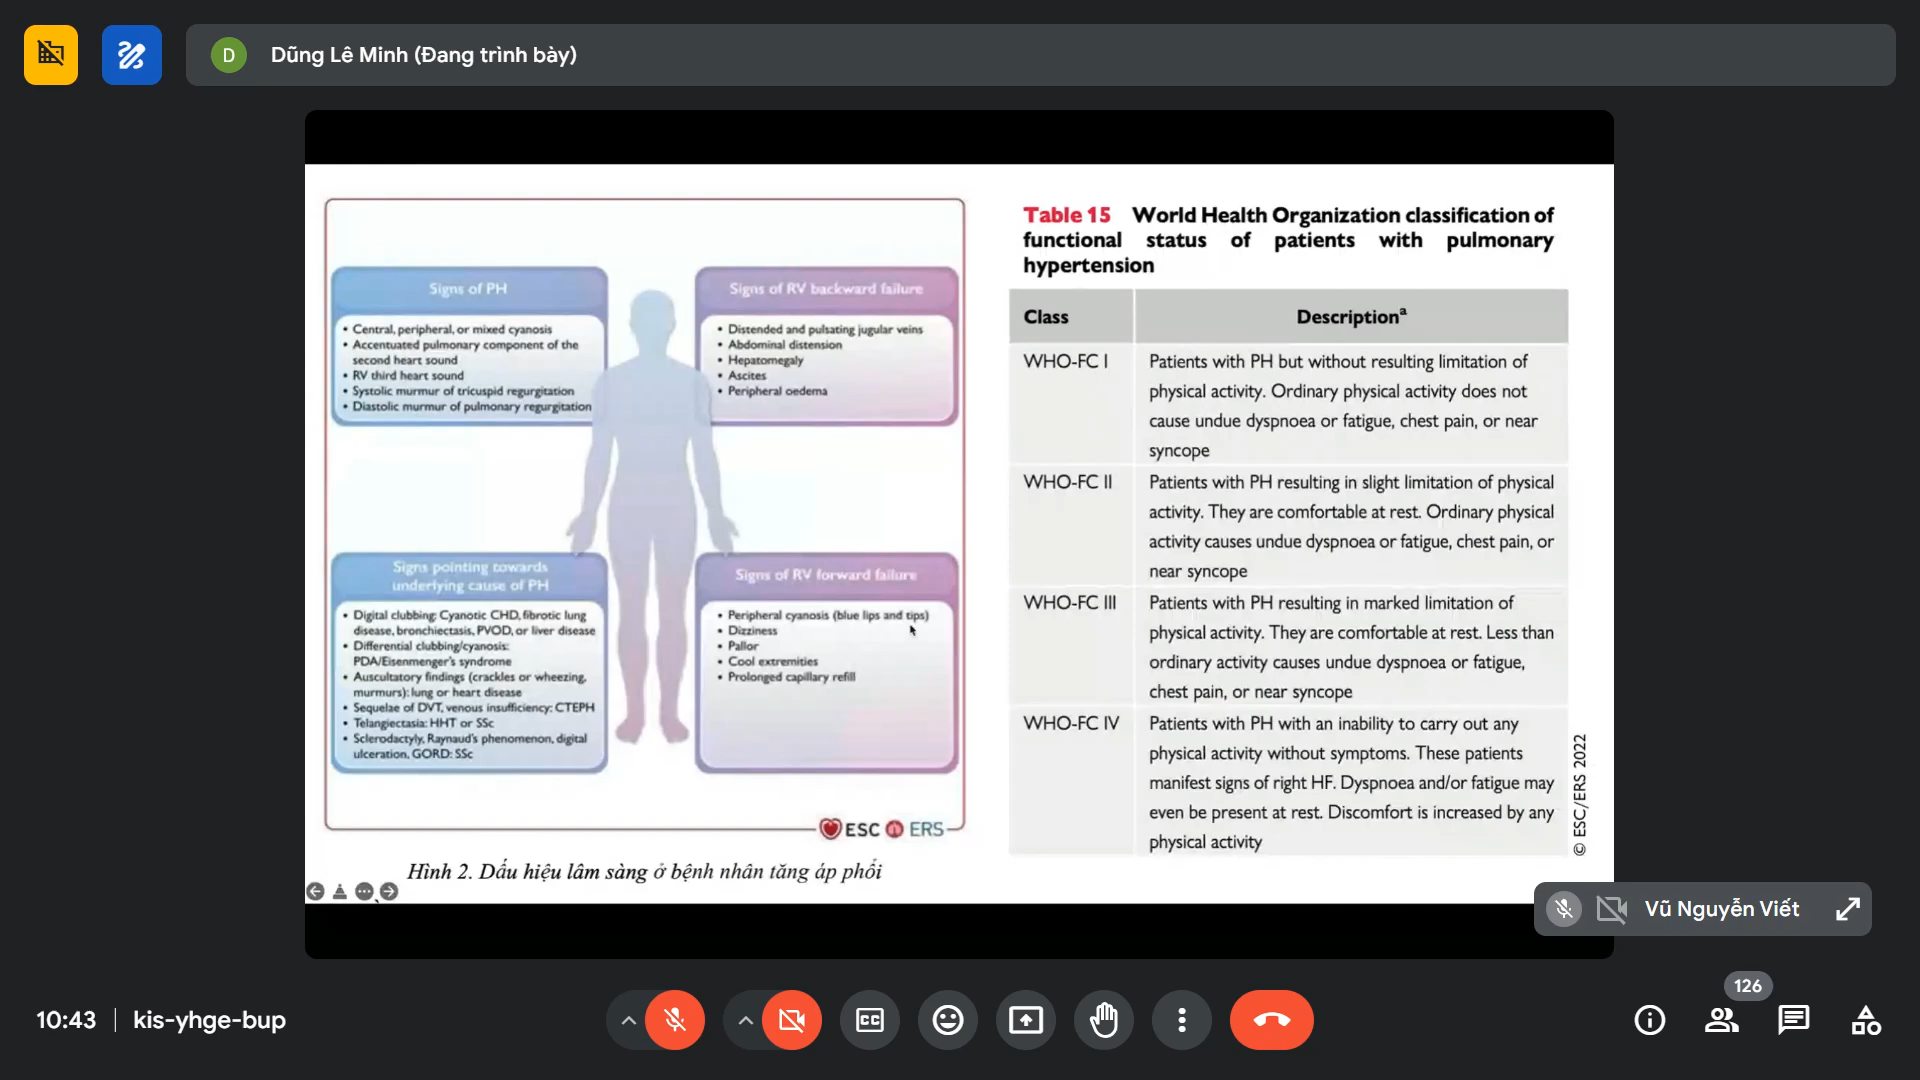 D Dũng Lê Minh (Đang trình bày)
Signs of PH
• Central, peripheral, or mixed cyanosis
• Accentuated pulmonary component of the
second heart sound
• RV third heart sound
• Systolic murmur of tricuspid regurgitation
• Diastolic murmur of pulmonary regurgitation
Signs of RV backward failure
• Distended and pulsating jugular veins
• Abdominal distension
• Hepatomegaly
• Ascites
• Peripheral oedema
Signs pointing towards
underlying cause of PH
• Digital clubbing: Cyanotic CHD, fibrotic lung
disease, bronchiectasis, PVOD, or liver disease
• Differential clubbing/cyanosis:
PDA/Eisenmenger's syndrome
• Auscultatory findings (crackles or wheezing,
murmurs): lung or heart disease
• Sequelae of DVT, venous insufficiency: CTEPH
• Telangiectasia: HHT or SSc
• Sclerodactyly, Raynaud's phenomenon, digital
ulceration, GORD: SSc
Signs of RV forward failure
• Peripheral cyanosis (blue lips and tips)
• Dizziness
• Pallor
• Cool extremities
• Prolonged capillary refill
ESC ERS
Hình 2. Dấu hiệu lâm sàng ở bệnh nhân tăng áp phổi
Table 15 World Health Organization classification of
functional status of patients with pulmonary
hypertension
Class Descriptionᵃ
WHO-FC I Patients with PH but without resulting limitation of
physical activity. Ordinary physical activity does not
cause undue dyspnoea or fatigue, chest pain, or near
syncope
WHO-FC II Patients with PH resulting in slight limitation of physical
activity. They are comfortable at rest. Ordinary physical
activity causes undue dyspnoea or fatigue, chest pain, or
near syncope
WHO-FC III Patients with PH resulting in marked limitation of
physical activity. They are comfortable at rest. Less than
ordinary activity causes undue dyspnoea or fatigue,
chest pain, or near syncope
WHO-FC IV Patients with PH with an inability to carry out any
physical activity without symptoms. These patients
manifest signs of right HF. Dyspnoea and/or fatigue may
even be present at rest. Discomfort is increased by any
physical activity
© ESC/ERS 2022
Vũ Nguyễn Viết
10:43 | kis-yhge-bup
CC
126